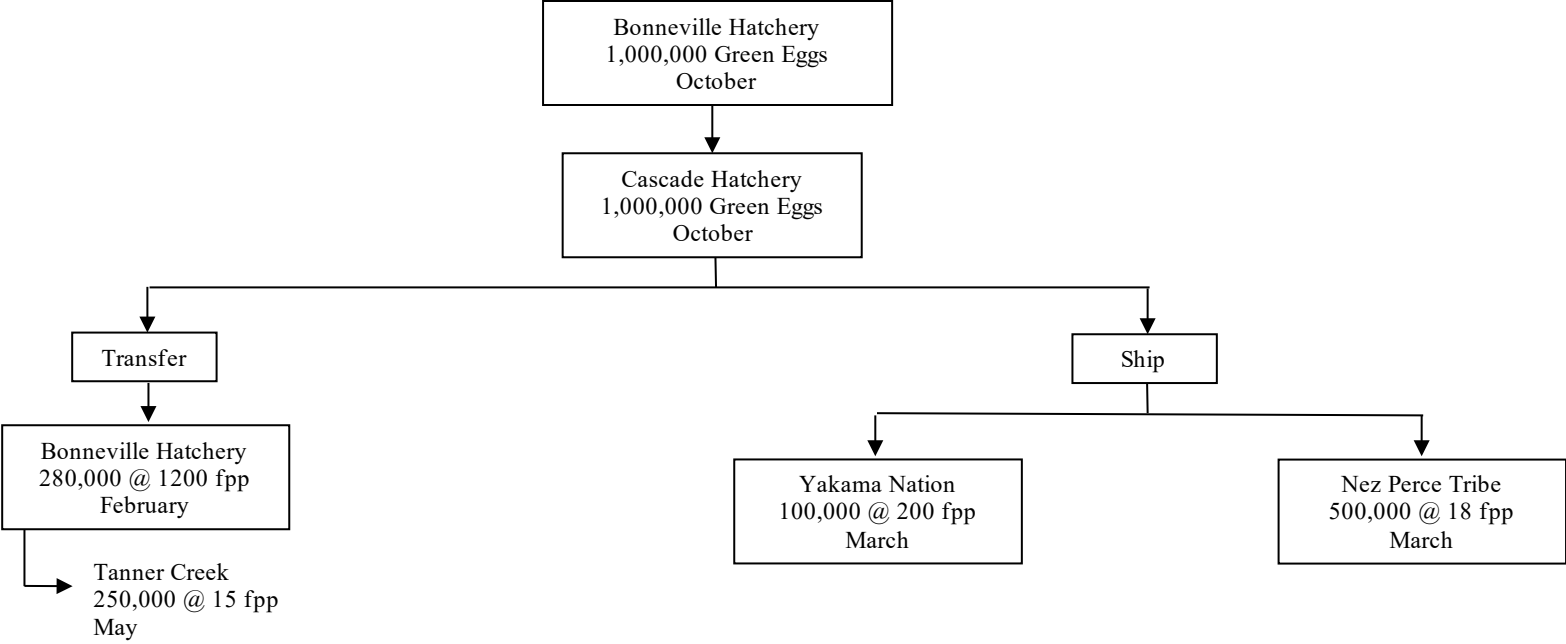 Bonneville Hatchery
1,000,000 Green Eggs
October
Cascade Hatchery
1,000,000 Green Eggs
October
Transfer
Ship
Bonneville Hatchery
280,000 @ 1200 fpp
February
Yakama Nation
100,000 @ 200 fpp
March
Nez Perce Tribe
500,000 @ 18 fpp
March
Tanner Creek
250,000 @ 15 fpp
May